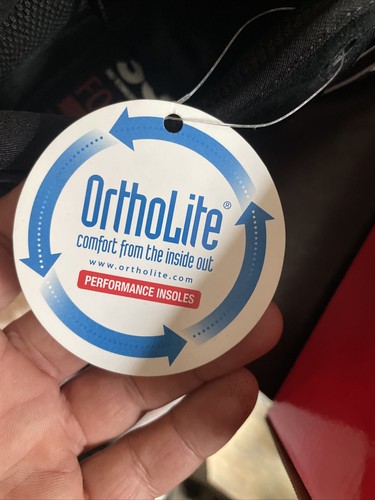 OrthoLite®
comfort from the inside out
www.ortholite.com
PERFORMANCE INSOLES